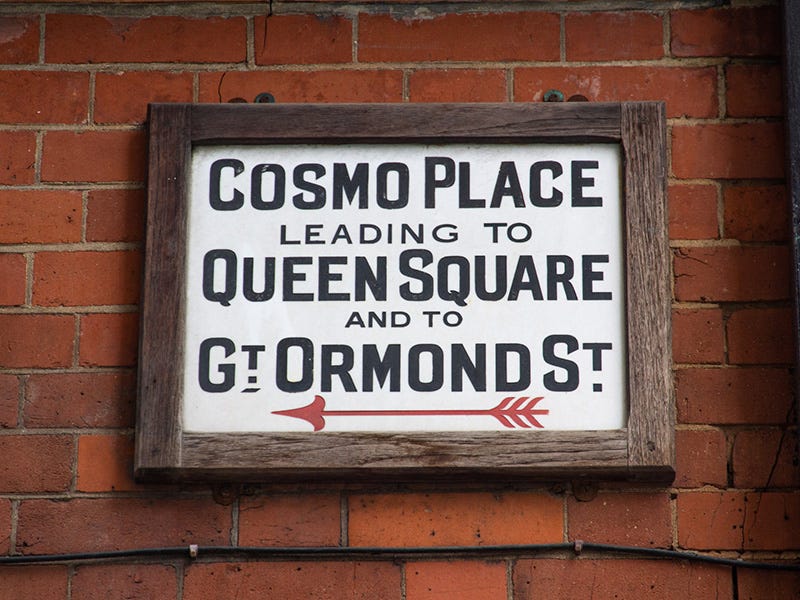 COSMO PLACE
LEADING TO
QUEEN SQUARE
AND TO
GT. ORMOND ST.